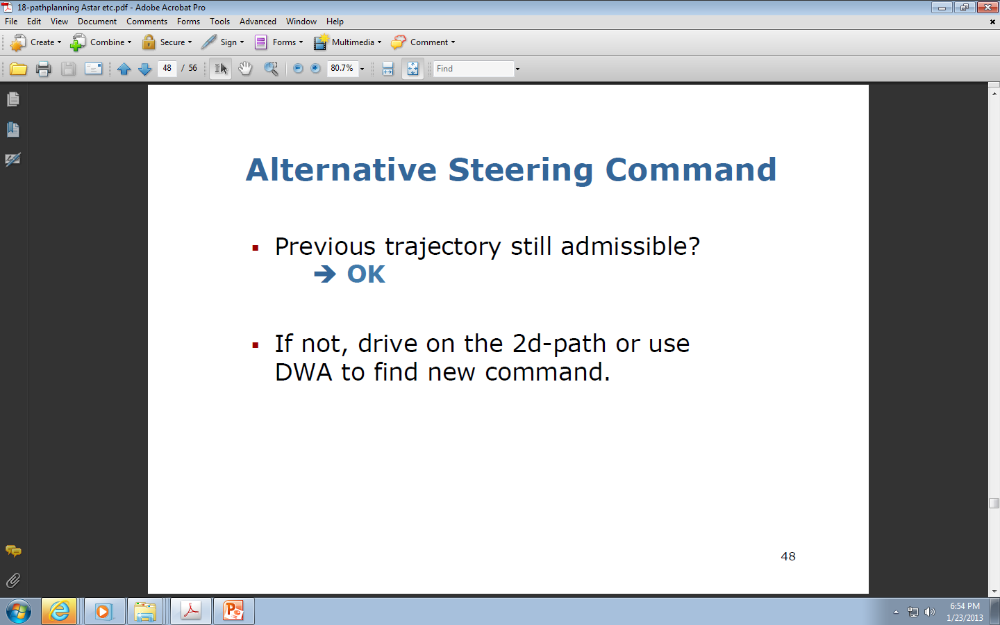 18-pathplanning Astar etc.pdf - Adobe Acrobat Pro
File Edit View Document Comments Forms Tools Advanced Window Help
Create Combine Secure Sign Forms Multimedia Comment
48 / 56 80.7% Find
Alternative Steering Command
▪ Previous trajectory still admissible?
➔ OK
▪ If not, drive on the 2d-path or use
DWA to find new command.
48
6:54 PM
1/23/2013